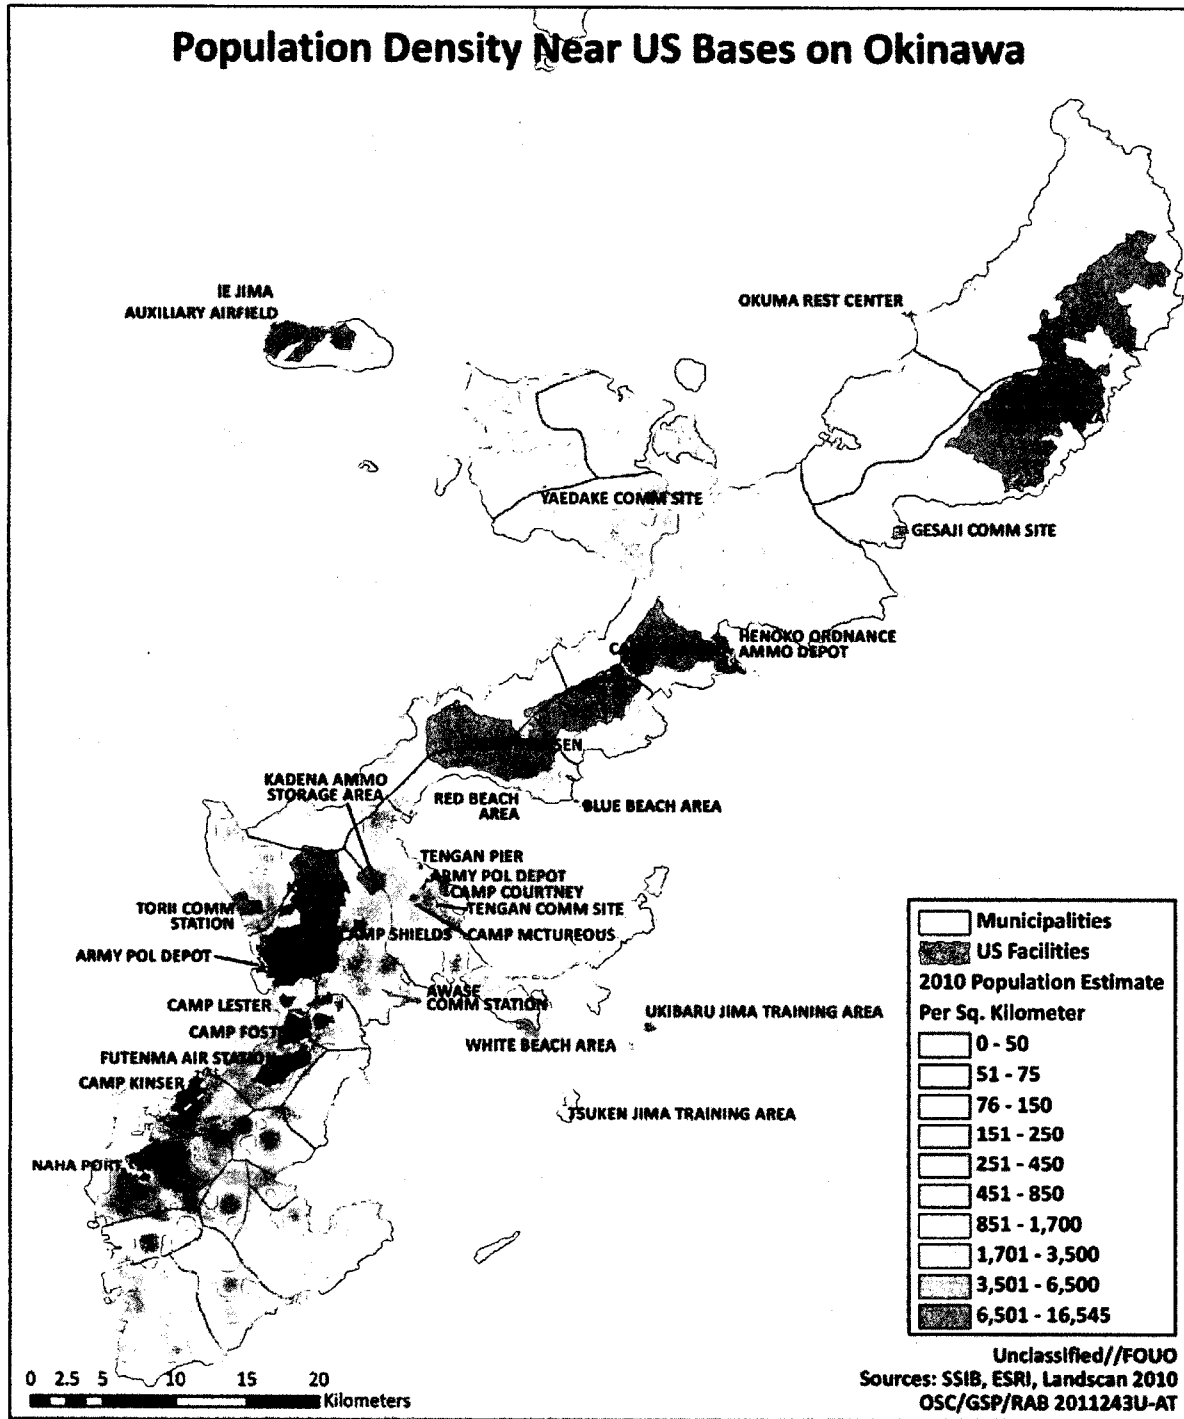 Population Density Near US Bases on Okinawa
IE JIMA
AUXILIARY AIRFIELD
OKUMA REST CENTER
YAEDAKE COMM SITE
GESAJI COMM SITE
HENOKO ORDNANCE
AMMO DEPOT
KADENA AMMO
STORAGE AREA
RED BEACH
AREA
BLUE BEACH AREA
TENGAN PIER
ARMY POL DEPOT
CAMP COURTNEY
TENGAN COMM SITE
TORII COMM
STATION
CAMP SHIELDS
CAMP MCTUREOUS
ARMY POL DEPOT
AWASE
COMM STATION
CAMP LESTER
UKIBARU JIMA TRAINING AREA
CAMP FOST
WHITE BEACH AREA
FUTENMA AIR STATION
CAMP KINSER
TSUKEN JIMA TRAINING AREA
NAHA PORT
Municipalities
US Facilities
2010 Population Estimate
Per Sq. Kilometer
0 - 50
51 - 75
76 - 150
151 - 250
251 - 450
451 - 850
851 - 1,700
1,701 - 3,500
3,501 - 6,500
6,501 - 16,545
0 2.5 5 10 15 20
Kilometers
Unclassified//FOUO
Sources: SSIB, ESRI, Landscan 2010
OSC/GSP/RAB 2011243U-AT